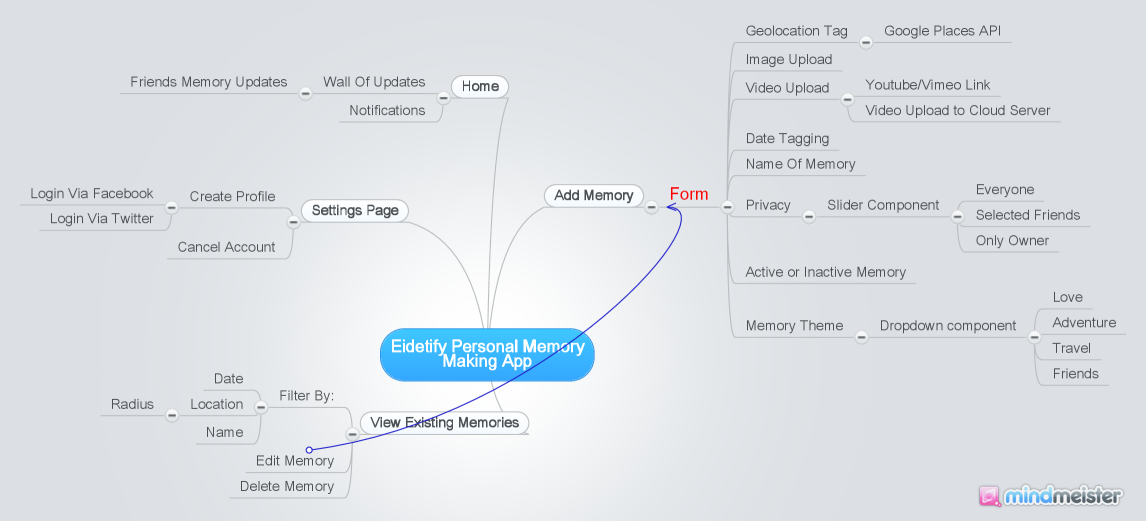 Eidetify Personal Memory
Making App
Home
Wall Of Updates
Friends Memory Updates
Notifications
Settings Page
Create Profile
Login Via Facebook
Login Via Twitter
Cancel Account
View Existing Memories
Filter By:
Date
Location
Radius
Name
Edit Memory
Delete Memory
Add Memory
Form
Geolocation Tag
Google Places API
Image Upload
Video Upload
Youtube/Vimeo Link
Video Upload to Cloud Server
Date Tagging
Name Of Memory
Privacy
Slider Component
Everyone
Selected Friends
Only Owner
Active or Inactive Memory
Memory Theme
Dropdown component
Love
Adventure
Travel
Friends
mindmeister